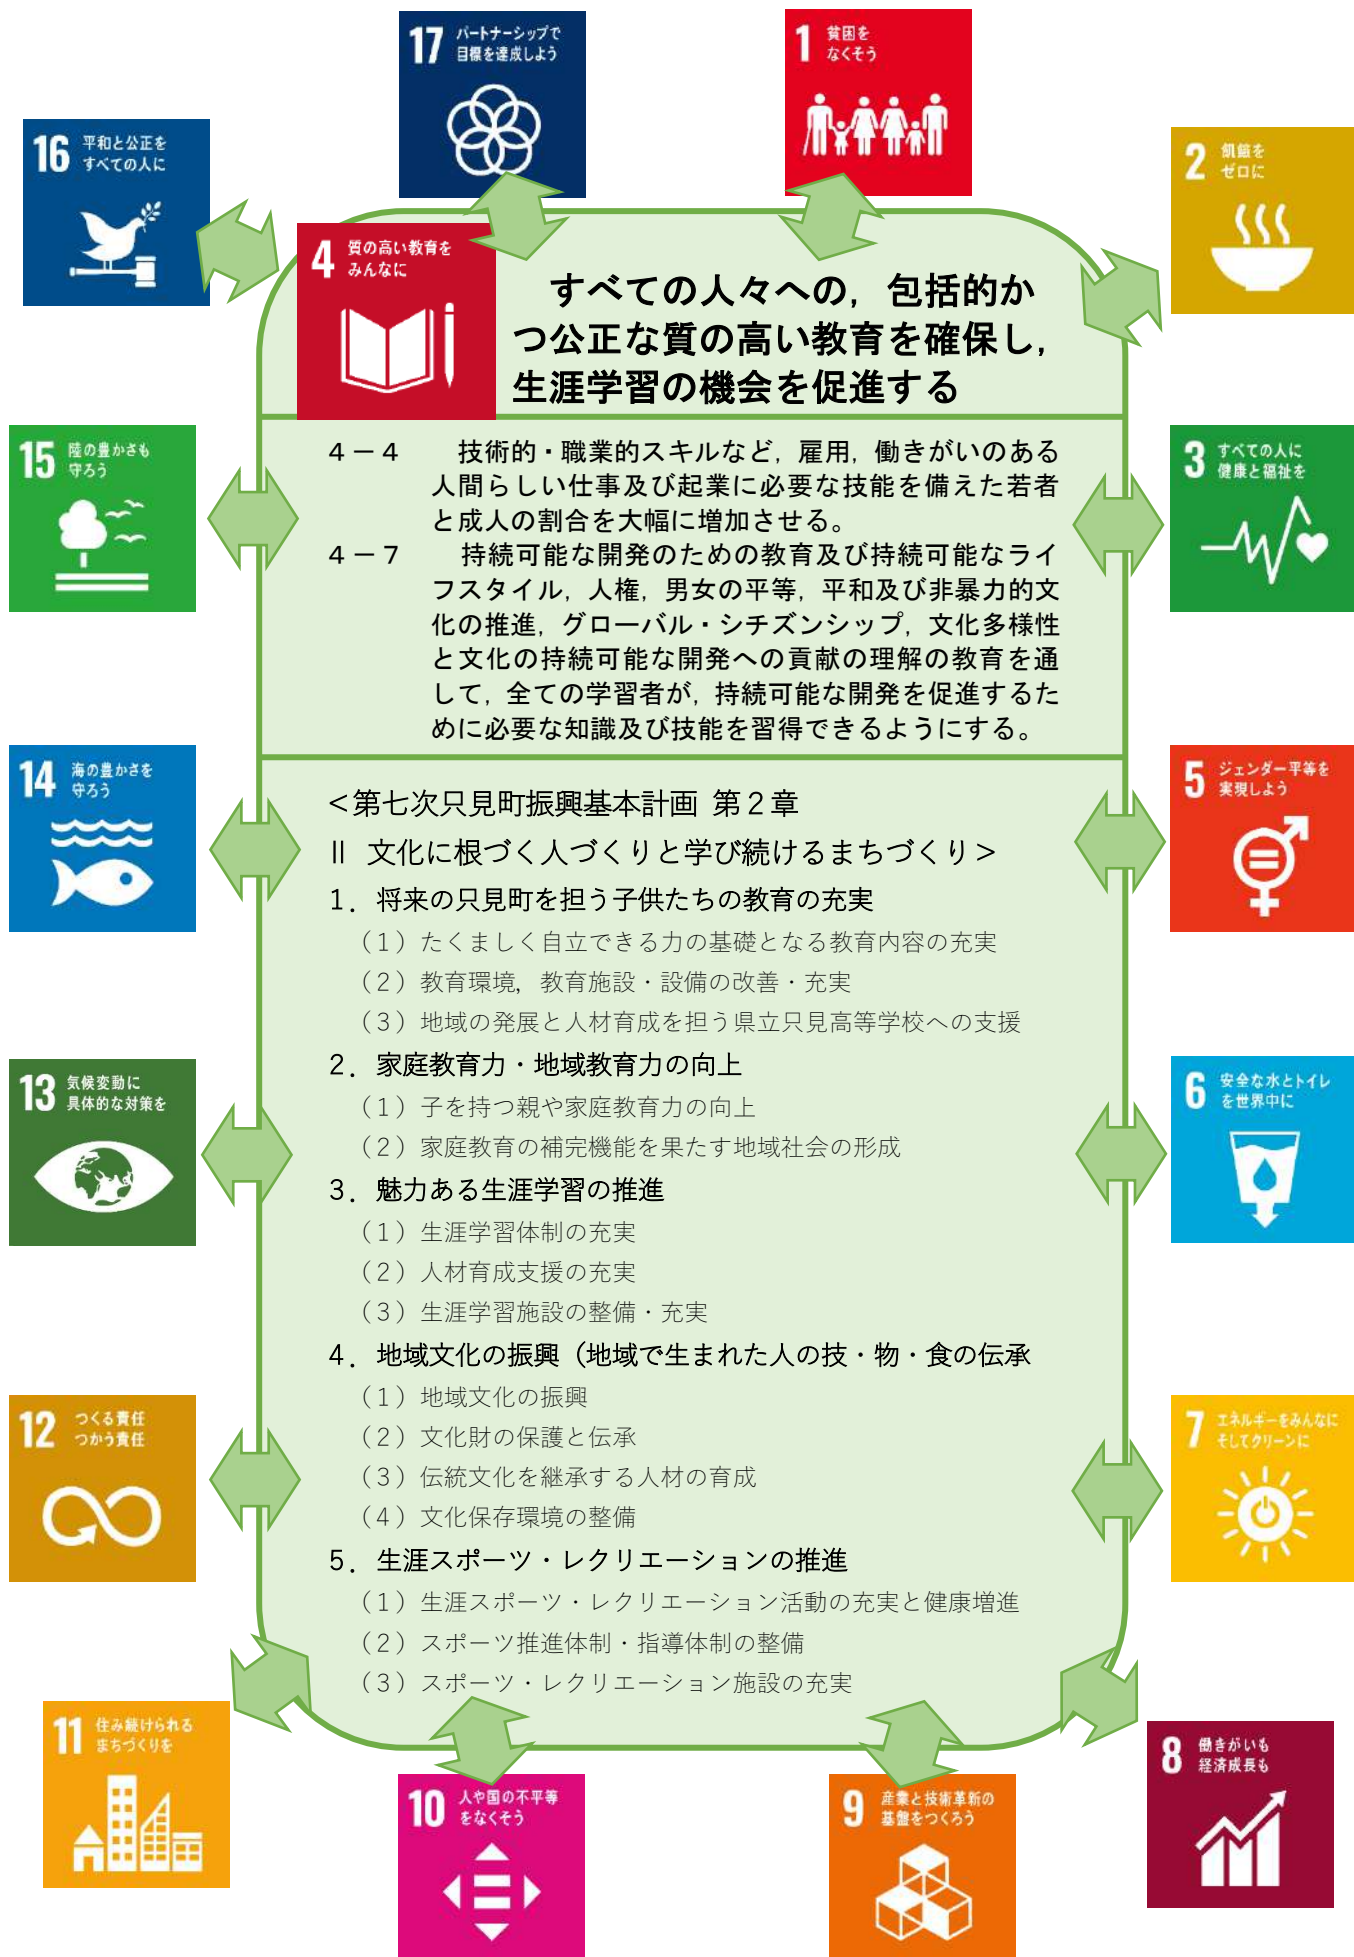 17 パートナーシップで
目標を達成しよう
1 貧困を
なくそう
16 平和と公正を
すべての人に
2 飢餓を
ゼロに
4 質の高い教育を
みんなに
すべての人々への，包括的か
つ公正な質の高い教育を確保し，
生涯学習の機会を促進する
15 陸の豊かさも
守ろう
3 すべての人に
健康と福祉を
４－４　技術的・職業的スキルなど，雇用，働きがいのある
人間らしい仕事及び起業に必要な技能を備えた若者
と成人の割合を大幅に増加させる。
４－７　持続可能な開発のための教育及び持続可能なライ
フスタイル，人権，男女の平等，平和及び非暴力的文
化の推進，グローバル・シチズンシップ，文化多様性
と文化の持続可能な開発への貢献の理解の教育を通
して，全ての学習者が，持続可能な開発を促進するた
めに必要な知識及び技能を習得できるようにする。
14 海の豊かさを
守ろう
5 ジェンダー平等を
実現しよう
＜第七次只見町振興基本計画 第２章
Ⅱ 文化に根づく人づくりと学び続けるまちづくり＞
１．将来の只見町を担う子供たちの教育の充実
（１）たくましく自立できる力の基礎となる教育内容の充実
（２）教育環境，教育施設・設備の改善・充実
（３）地域の発展と人材育成を担う県立只見高等学校への支援
２．家庭教育力・地域教育力の向上
（１）子を持つ親や家庭教育力の向上
（２）家庭教育の補完機能を果たす地域社会の形成
３．魅力ある生涯学習の推進
（１）生涯学習体制の充実
（２）人材育成支援の充実
（３）生涯学習施設の整備・充実
４．地域文化の振興（地域で生まれた人の技・物・食の伝承
（１）地域文化の振興
（２）文化財の保護と伝承
（３）伝統文化を継承する人材の育成
（４）文化保存環境の整備
５．生涯スポーツ・レクリエーションの推進
（１）生涯スポーツ・レクリエーション活動の充実と健康増進
（２）スポーツ推進体制・指導体制の整備
（３）スポーツ・レクリエーション施設の充実
13 気候変動に
具体的な対策を
6 安全な水とトイレ
を世界中に
12 つくる責任
つかう責任
7 エネルギーをみんなに
そしてクリーンに
11 住み続けられる
まちづくりを
8 働きがいも
経済成長も
10 人や国の不平等
をなくそう
9 産業と技術革新の
基盤をつくろう